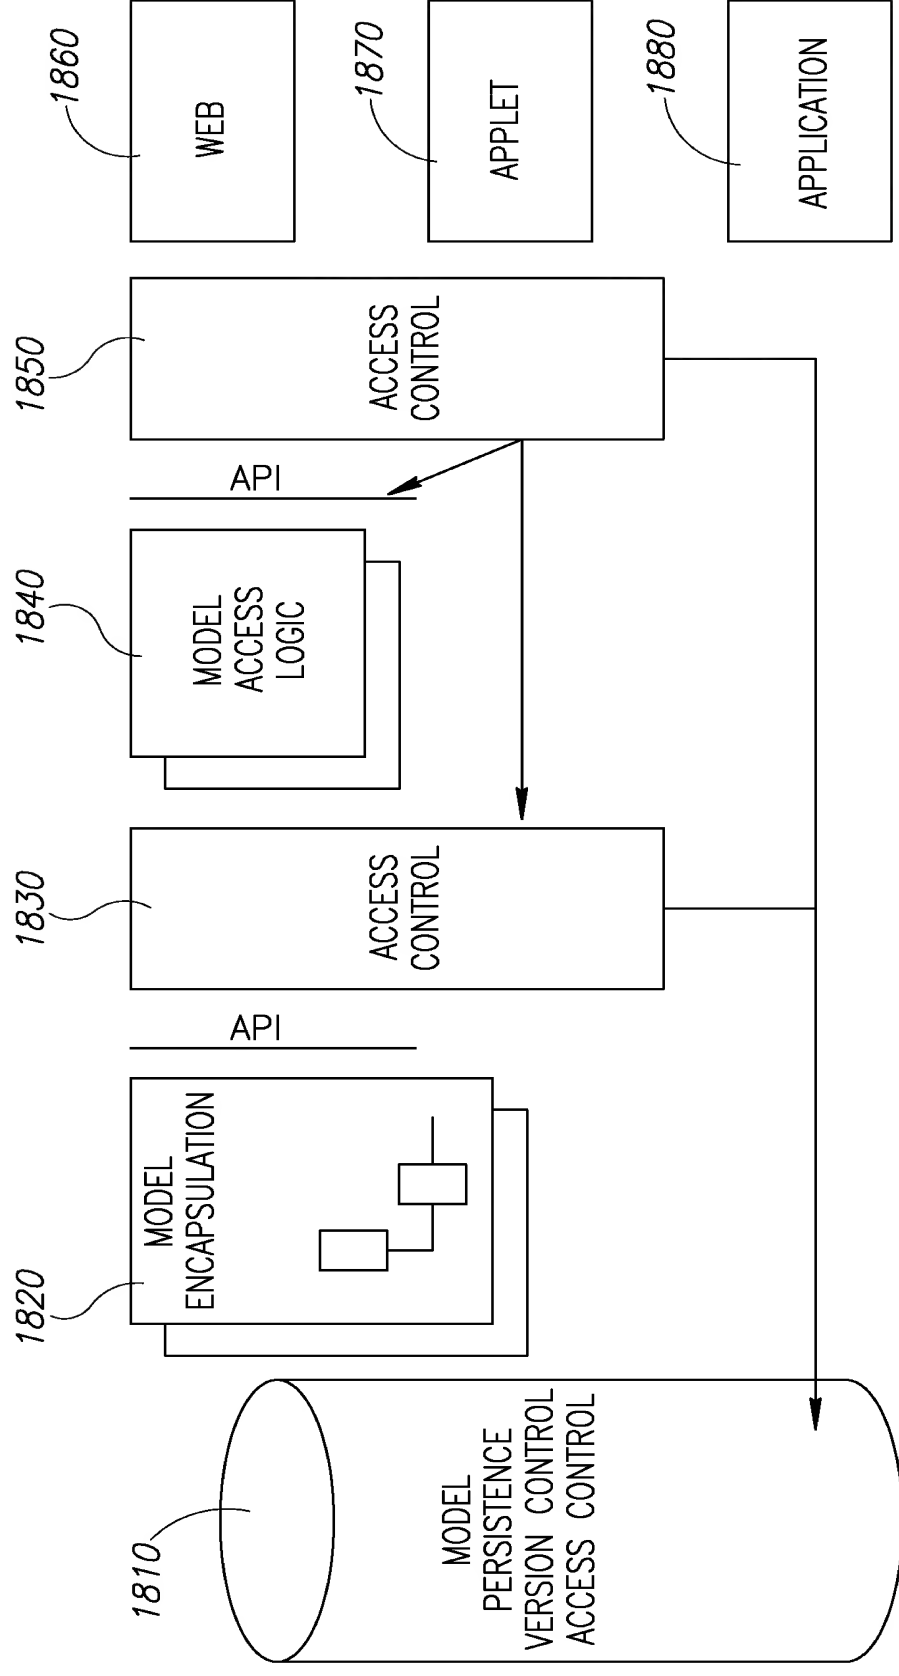 1810
MODEL
PERSISTENCE
VERSION CONTROL
ACCESS CONTROL
1820
MODEL
ENCAPSULATION
API
1830
ACCESS
CONTROL
1840
MODEL
ACCESS
LOGIC
API
1850
ACCESS
CONTROL
1860
WEB
1870
APPLET
1880
APPLICATION